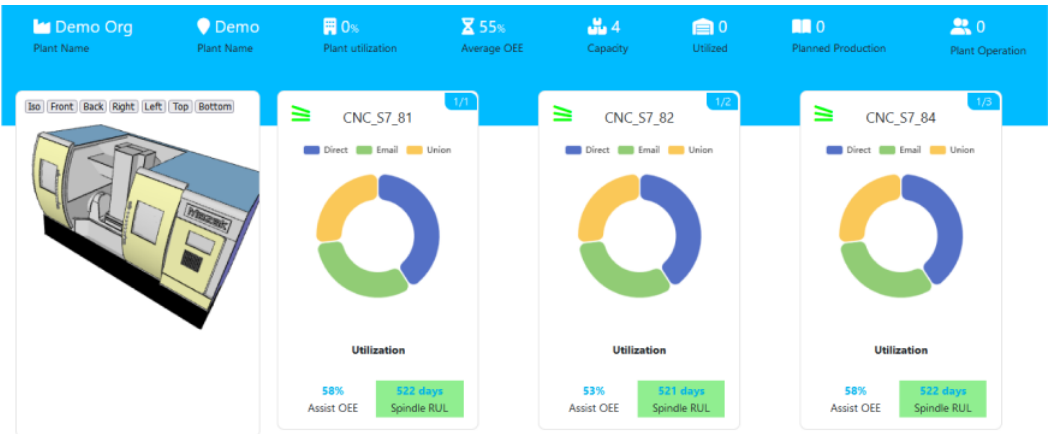 Demo Org
Plant Name
Demo
Plant Name
0%
Plant utilization
55%
Average OEE
4
Capacity
0
Utilized
0
Planned Production
0
Plant Operation
Iso Front Back Right Left Top Bottom
Mazak
1/1
CNC_S7_81
Direct Email Union
Utilization
58%
Assist OEE
522 days
Spindle RUL
1/2
CNC_S7_82
Direct Email Union
Utilization
53%
Assist OEE
521 days
Spindle RUL
1/3
CNC_S7_84
Direct Email Union
Utilization
58%
Assist OEE
522 days
Spindle RUL